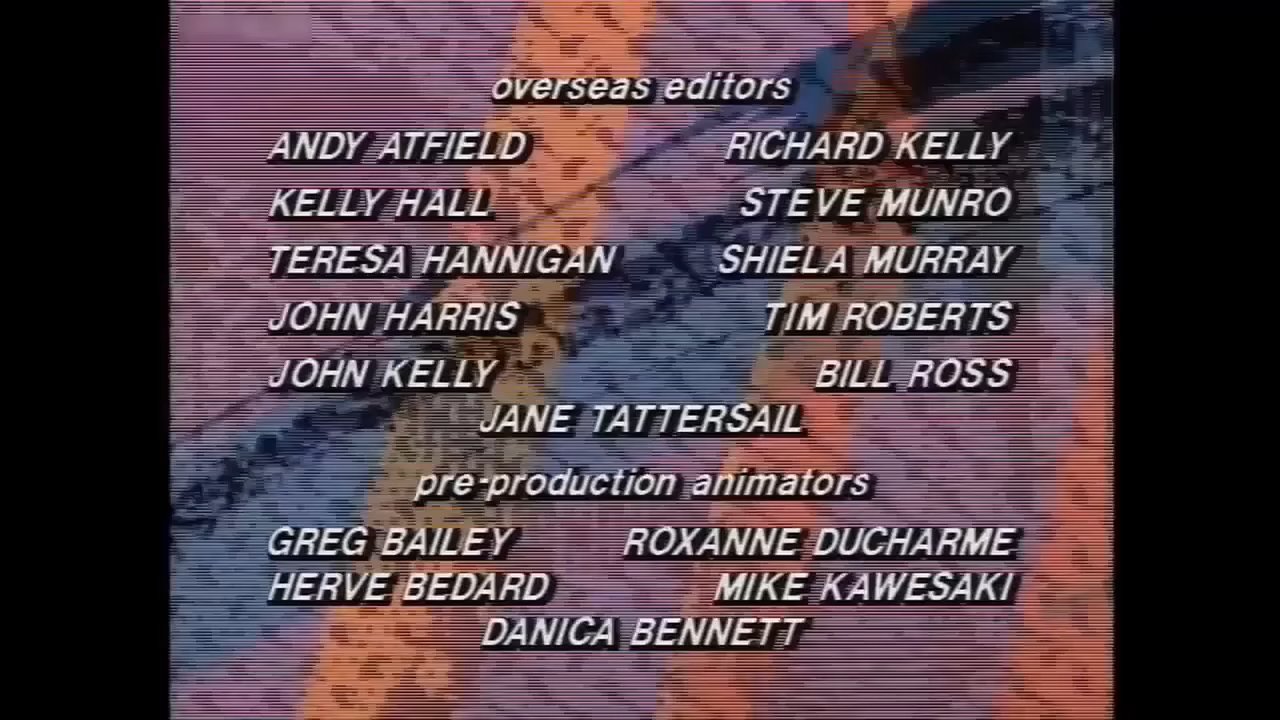 overseas editors
ANDY ATFIELD RICHARD KELLY
KELLY HALL STEVE MUNRO
TERESA HANNIGAN SHIELA MURRAY
JOHN HARRIS TIM ROBERTS
JOHN KELLY BILL ROSS
JANE TATTERSAIL
pre-production animators
GREG BAILEY ROXANNE DUCHARME
HERVE BEDARD MIKE KAWESAKI
DANICA BENNETT